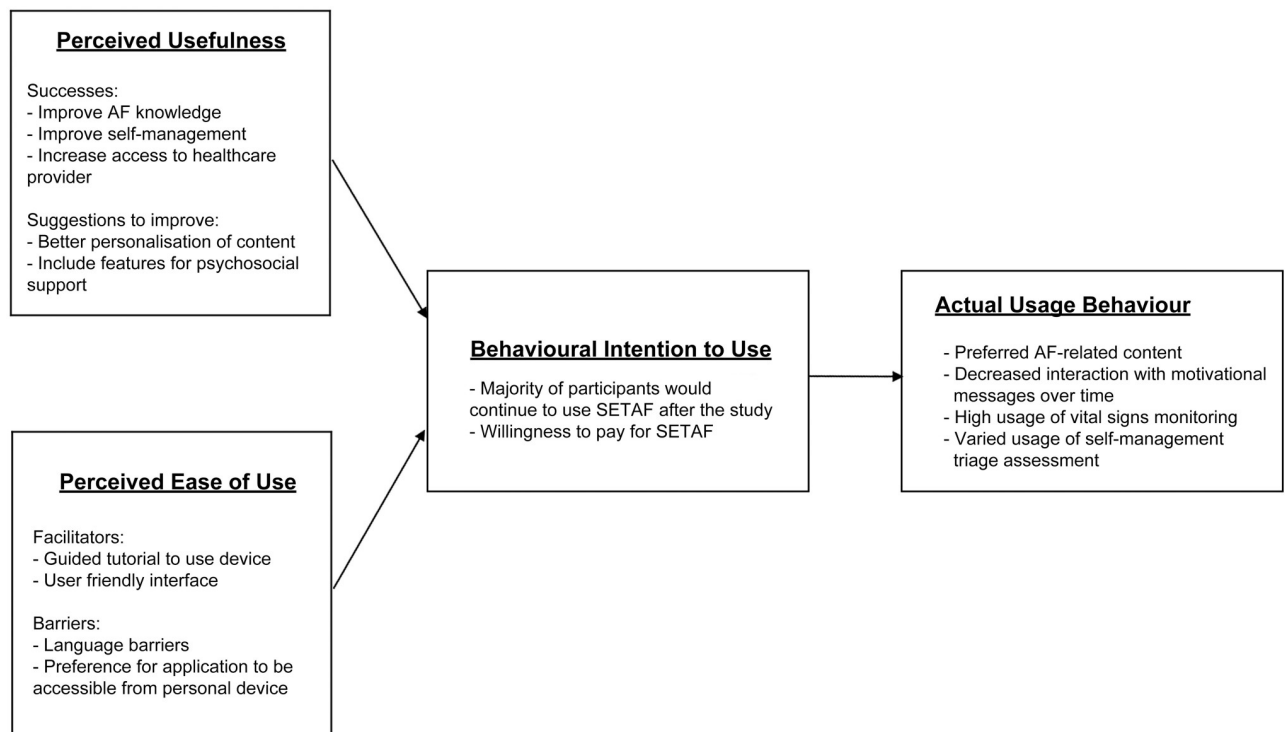 Perceived Usefulness
Successes:
- Improve AF knowledge
- Improve self-management
- Increase access to healthcare
provider
Suggestions to improve:
- Better personalisation of content
- Include features for psychosocial
support
Perceived Ease of Use
Facilitators:
- Guided tutorial to use device
- User friendly interface
Barriers:
- Language barriers
- Preference for application to be
accessible from personal device
Behavioural Intention to Use
- Majority of participants would
continue to use SETAF after the study
- Willingness to pay for SETAF
Actual Usage Behaviour
- Preferred AF-related content
- Decreased interaction with motivational
messages over time
- High usage of vital signs monitoring
- Varied usage of self-management
triage assessment